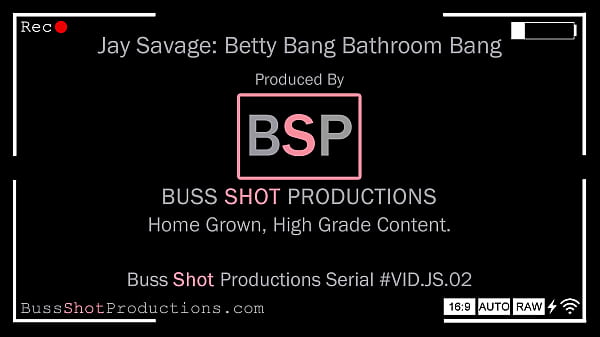 Rec
Jay Savage: Betty Bang Bathroom Bang
Produced By
BSP
BUSS SHOT PRODUCTIONS
Home Grown, High Grade Content.
Buss Shot Productions Serial #VID.JS.02
BussShotProductions.com
16:9 AUTO RAW